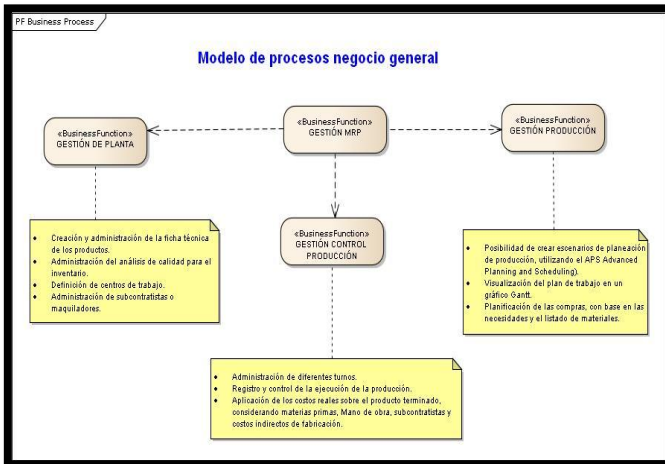 PF Business Process
Modelo de procesos negocio general
«BusinessFunction»
GESTIÓN DE PLANTA
«BusinessFunction»
GESTIÓN MRP
«BusinessFunction»
GESTIÓN PRODUCCIÓN
«BusinessFunction»
GESTIÓN CONTROL
PRODUCCIÓN
• Creación y administración de la ficha técnica
de los productos.
• Administración del análisis de calidad para el
inventario.
• Definición de centros de trabajo.
• Administración de subcontratistas o
maquiladores.
• Posibilidad de crear escenarios de planeación
de producción, utilizando el APS Advanced
Planning and Scheduling).
• Visualización del plan de trabajo en un
gráfico Gantt.
• Planificación de las compras, con base en las
necesidades y el listado de materiales.
• Administración de diferentes turnos.
• Registro y control de la ejecución de la producción.
• Aplicación de los costos reales sobre el producto terminado,
considerando materias primas, Mano de obra, subcontratistas y
costos indirectos de fabricación.